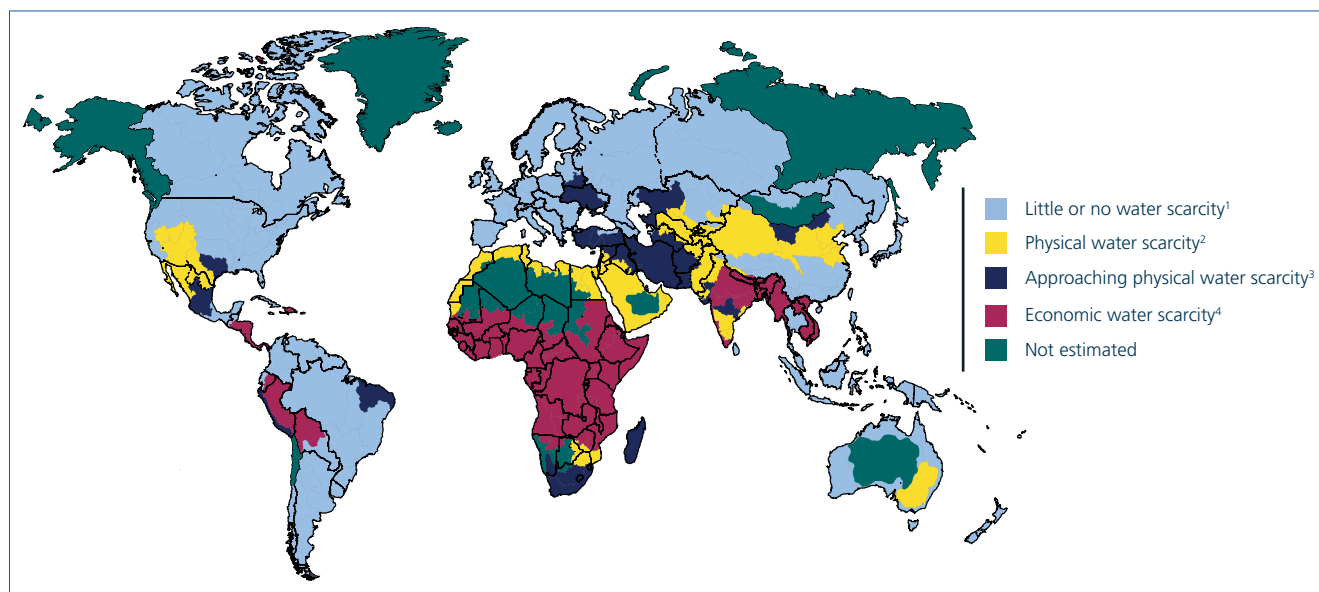 Little or no water scarcity¹
Physical water scarcity²
Approaching physical water scarcity³
Economic water scarcity⁴
Not estimated